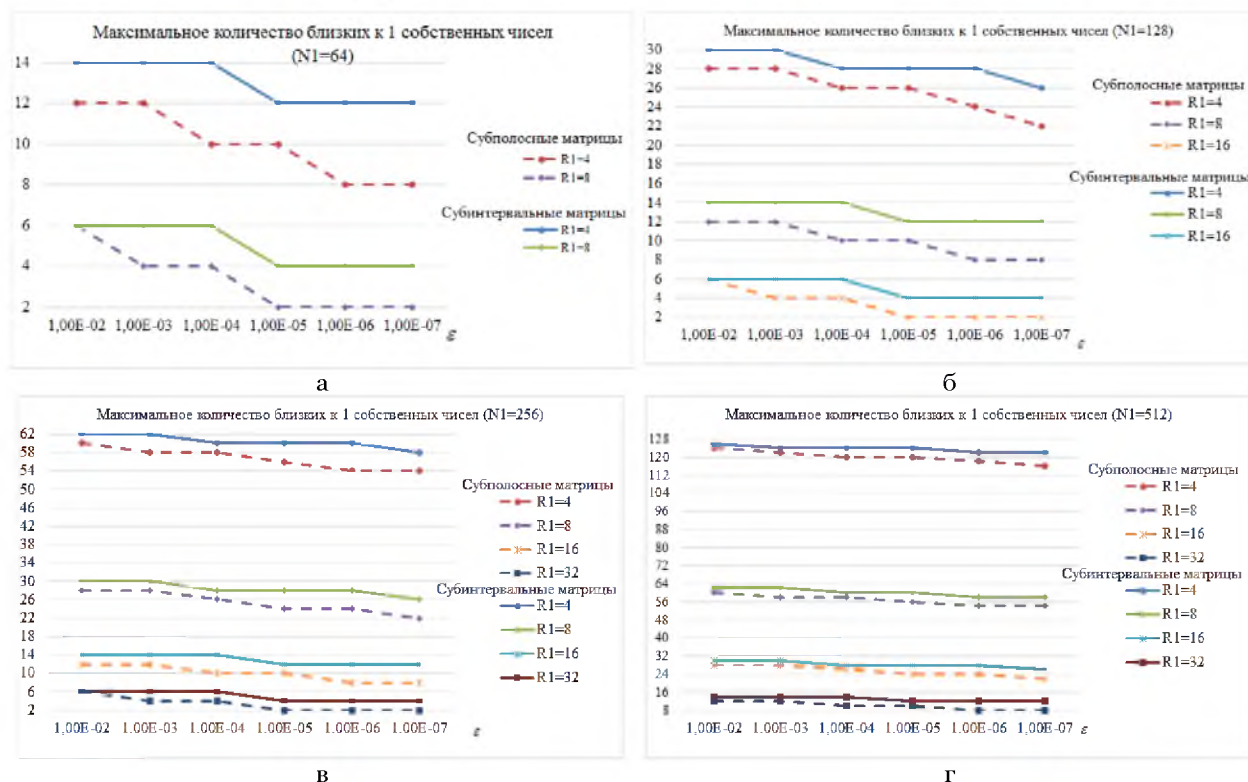 Максимальное количество близких к 1 собственных чисел
(N1=64)
14
12
10
8
6
4
2
1,00E-02 1,00E-03 1,00E-04 1,00E-05 1,00E-06 1,00E-07
ε
Субполосные матрицы
R1=4
R1=8
Субинтервальные матрицы
R1=4
R1=8
а
Максимальное количество близких к 1 собственных чисел (N1=128)
30
28
26
24
22
20
18
16
14
12
10
8
6
4
2
1,00E-02 1,00E-03 1,00E-04 1,00E-05 1,00E-06 1,00E-07
ε
Субполосные матрицы
R1=4
R1=8
R1=16
Субинтервальные матрицы
R1=4
R1=8
R1=16
б
Максимальное количество близких к 1 собственных чисел (N1=256)
62
58
54
50
46
42
38
34
30
26
22
18
14
10
6
2
1,00E-02 1,00E-03 1,00E-04 1,00E-05 1,00E-06 1,00E-07
ε
Субполосные матрицы
R1=4
R1=8
R1=16
R1=32
Субинтервальные матрицы
R1=4
R1=8
R1=16
R1=32
в
Максимальное количество близких к 1 собственных чисел (N1=512)
128
120
112
104
96
88
80
72
64
56
48
40
32
24
16
8
1,00E-02 1,00E-03 1,00E-04 1,00E-05 1,00E-06 1,00E-07
ε
Субполосные матрицы
R1=4
R1=8
R1=16
R1=32
Субинтервальные матрицы
R1=4
R1=8
R1=16
R1=32
г